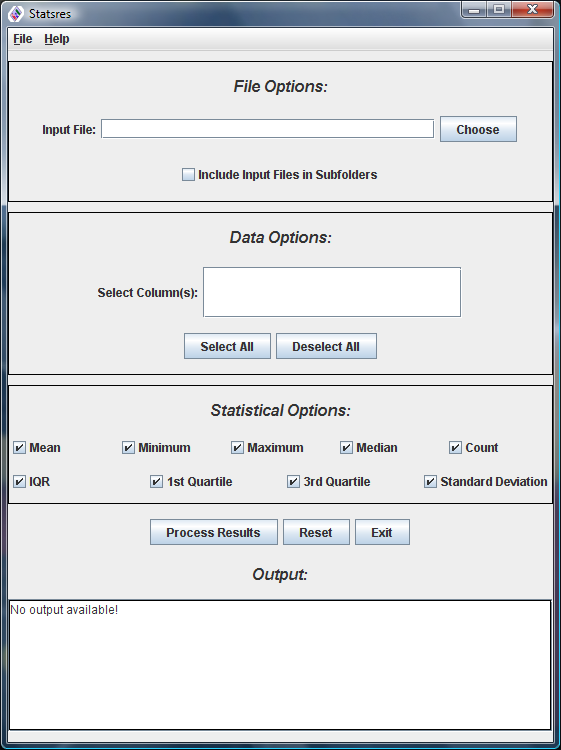 Statsres
File Help
File Options:
Input File: Choose
Include Input Files in Subfolders
Data Options:
Select Column(s):
Select All Deselect All
Statistical Options:
Mean Minimum Maximum Median Count
IQR 1st Quartile 3rd Quartile Standard Deviation
Process Results Reset Exit
Output:
No output available!